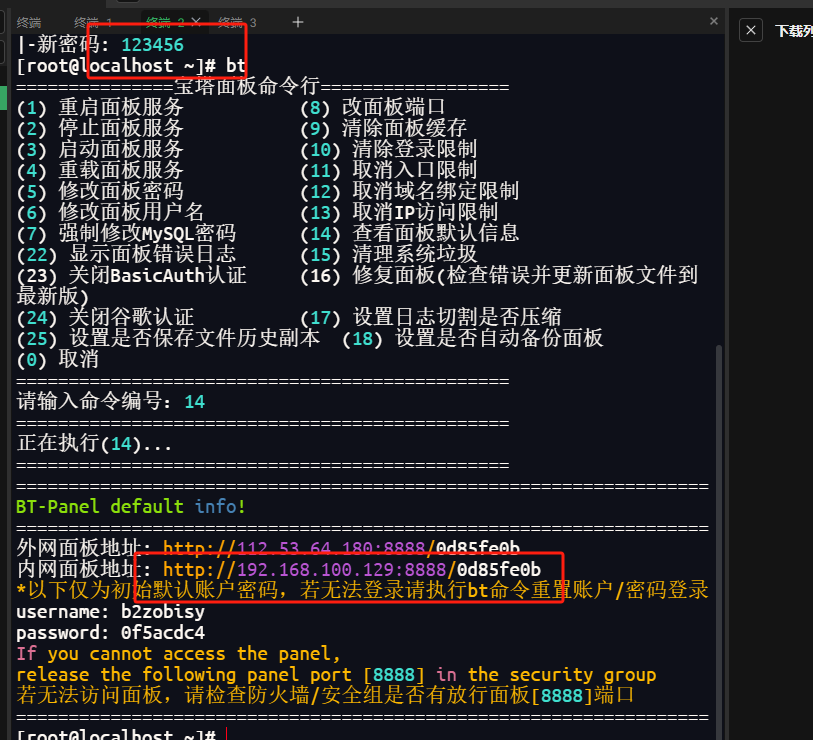 终端 终端 1 终端 2 终端 3
下载列
|-新密码: 123456
[root@localhost ~]# bt
===============宝塔面板命令行==================
(1) 重启面板服务 (8) 改面板端口
(2) 停止面板服务 (9) 清除面板缓存
(3) 启动面板服务 (10) 清除登录限制
(4) 重载面板服务 (11) 取消入口限制
(5) 修改面板密码 (12) 取消域名绑定限制
(6) 修改面板用户名 (13) 取消IP访问限制
(7) 强制修改MySQL密码 (14) 查看面板默认信息
(22) 显示面板错误日志 (15) 清理系统垃圾
(23) 关闭BasicAuth认证 (16) 修复面板(检查错误并更新面板文件到
最新版)
(24) 关闭谷歌认证 (17) 设置日志切割是否压缩
(25) 设置是否保存文件历史副本 (18) 设置是否自动备份面板
(0) 取消
===============================================
请输入命令编号: 14
===============================================
正在执行(14)...
===============================================
==================================================================
BT-Panel default info!
==================================================================
外网面板地址: http://112.53.64.180:8888/0d85fe0b
内网面板地址: http://192.168.100.129:8888/0d85fe0b
*以下仅为初始默认账户密码，若无法登录请执行bt命令重置账户/密码登录
username: b2zobisy
password: 0f5acdc4
If you cannot access the panel,
release the following panel port [8888] in the security group
若无法访问面板，请检查防火墙/安全组是否有放行面板[8888]端口
==================================================================
[root@localhost ~]#